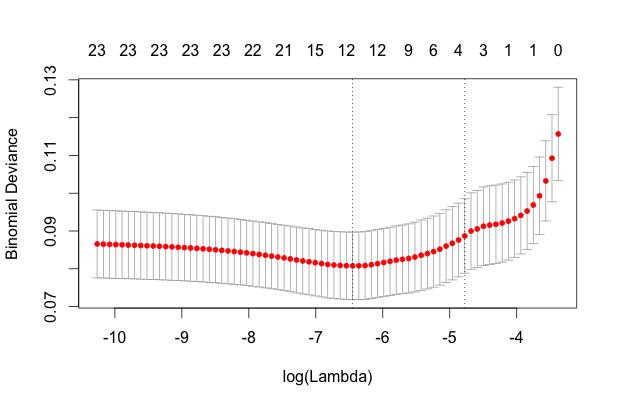 23 23 23 23 23 22 21 15 12 12 9 6 4 3 1 1 0
0.13
0.11
0.09
0.07
Binomial Deviance
-10 -9 -8 -7 -6 -5 -4
log(Lambda)